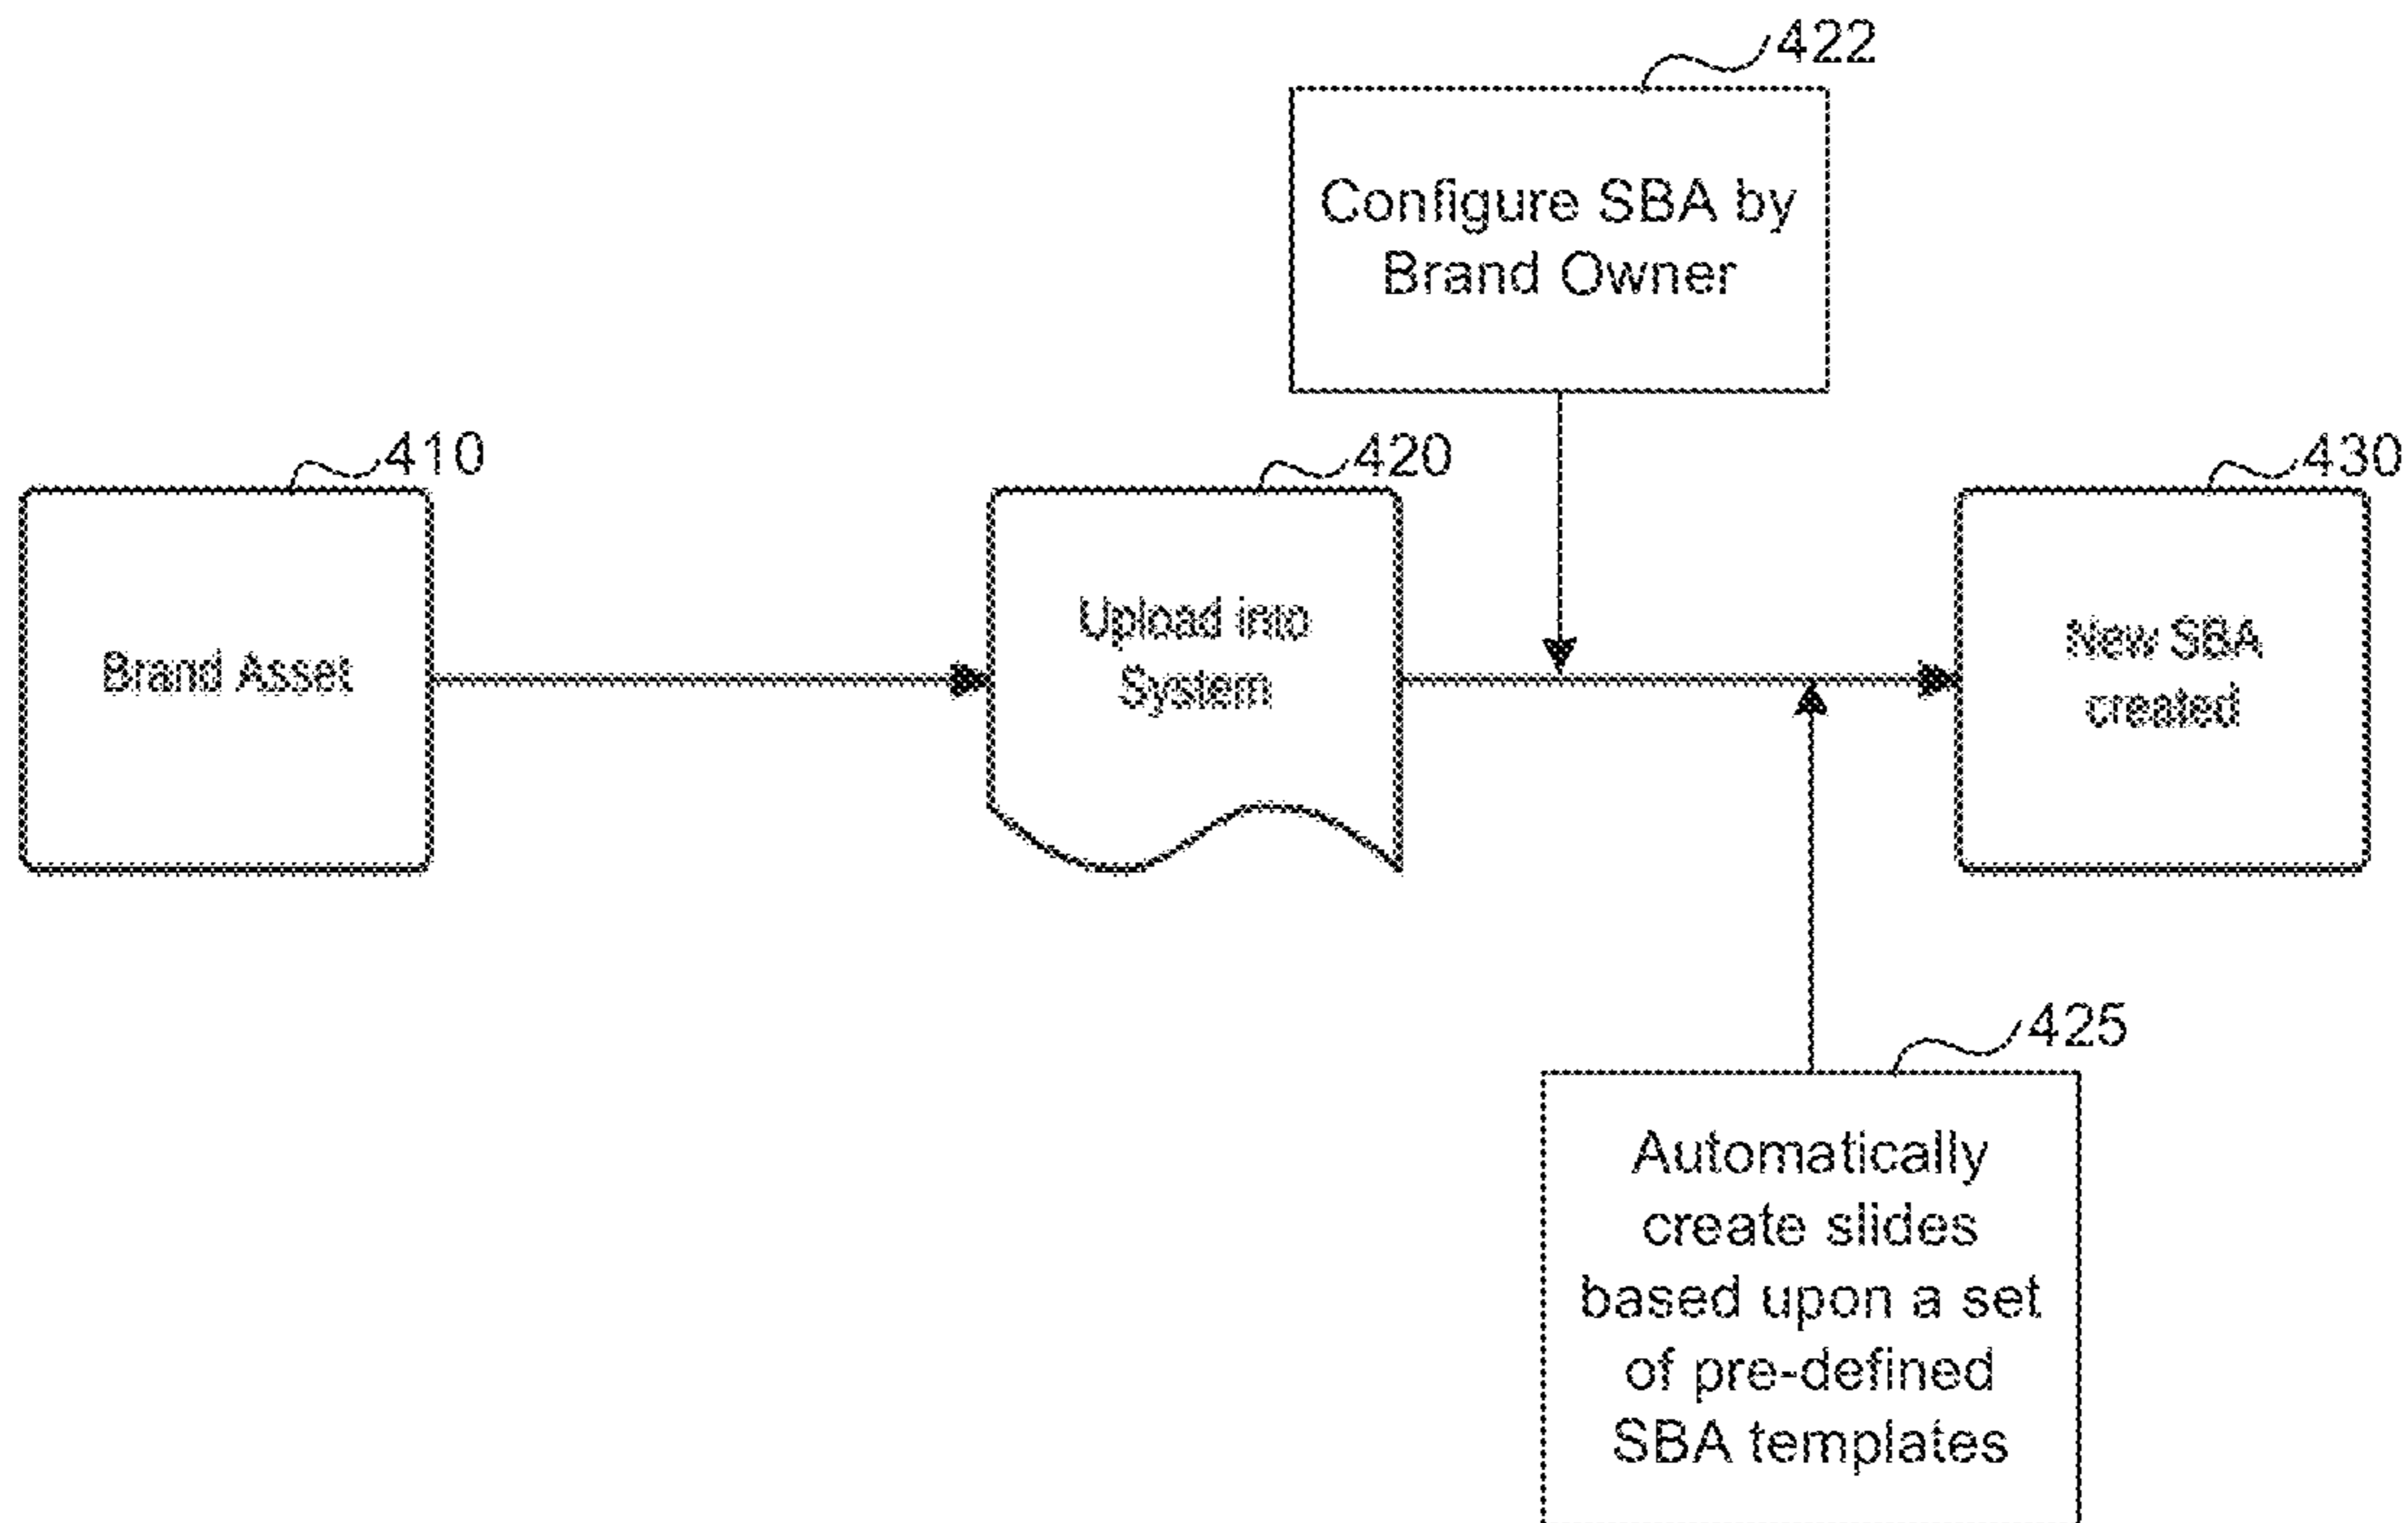 422
Configure SBA by
Brand Owner
410
Brand Asset
420
Upload into
System
430
New SBA
created
425
Automatically
create slides
based upon a set
of pre-defined
SBA templates